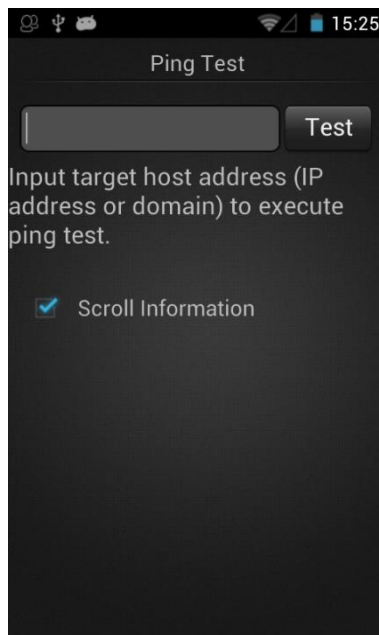 15:25
Ping Test
Test
Input target host address (IP
address or domain) to execute
ping test.
Scroll Information